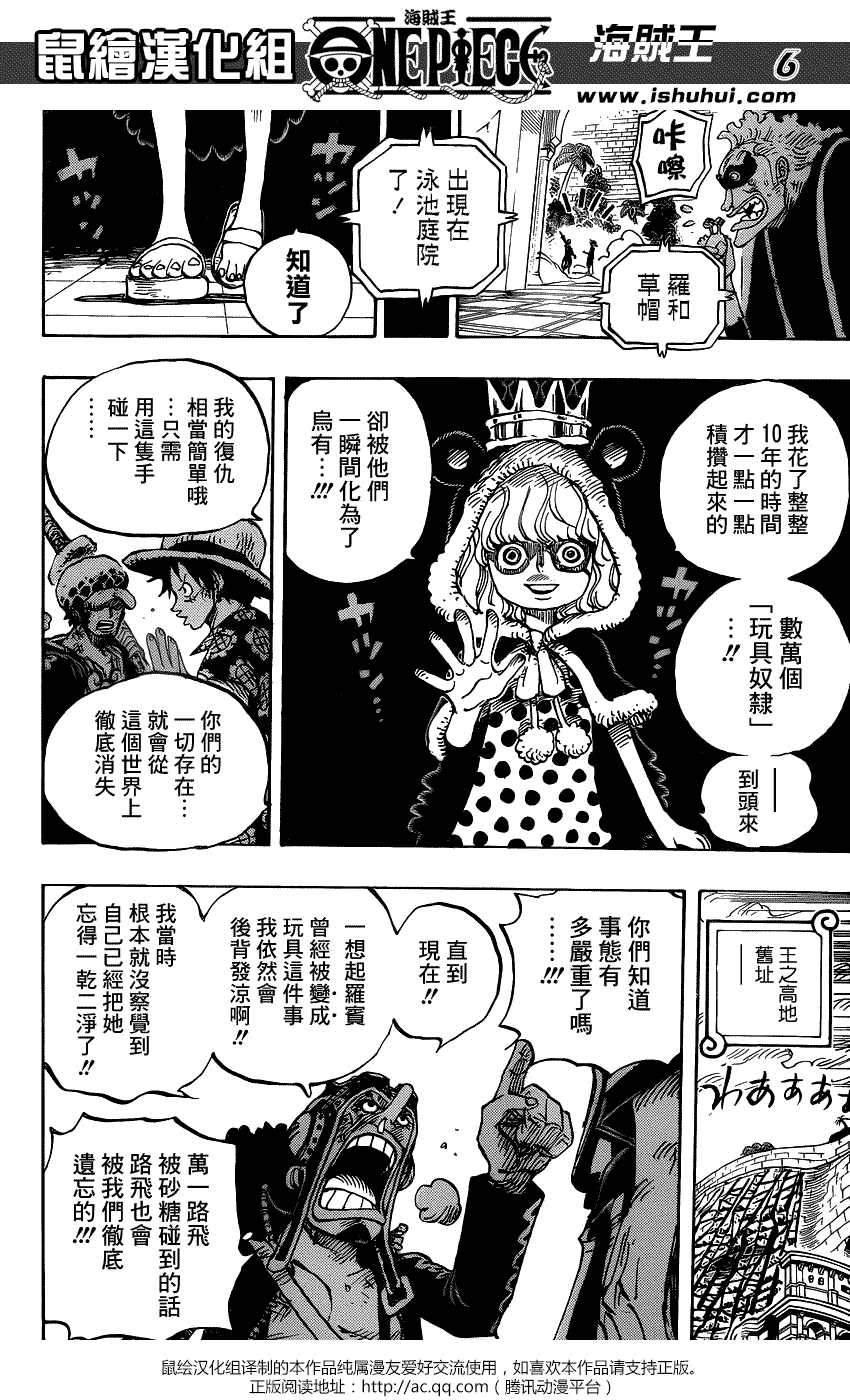 鼠繪漢化組
海賊王
ONE PIECE
海賊王
6
www.ishuhui.com
咔嚓
羅和
草帽
出現在
泳池庭院
了！
知道了
我花了整整
10年的時間
才一點一點
積攢起來的
數萬個
「玩具奴隸」
…!!
——
到頭來
卻被他們
一瞬間化為了
烏有…!!!
我的復仇
相當簡單哦
…只需
用這隻手
碰一下
……
你們的
一切存在…
就會從
這個世界上
徹底消失
王之高地
舊址
——
わあああああ
你們知道
事態有
多嚴重了嗎
……!!!
直到
現在!!
一想起羅賓
曾經被變成
玩具這件事
我依然會
後背發涼啊!!
我當時
根本就沒察覺到
自己已經把她
忘得一乾二淨了!!
萬一路飛
被砂糖碰到的話
路飛也會
被我們徹底
遺忘的!!!
鼠绘汉化组译制的本作品纯属漫友爱好交流使用，如喜欢本作品请支持正版。
正版阅读地址：http://ac.qq.com（腾讯动漫平台）